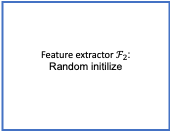 Feature extractor ℱ₂:
Random initilize